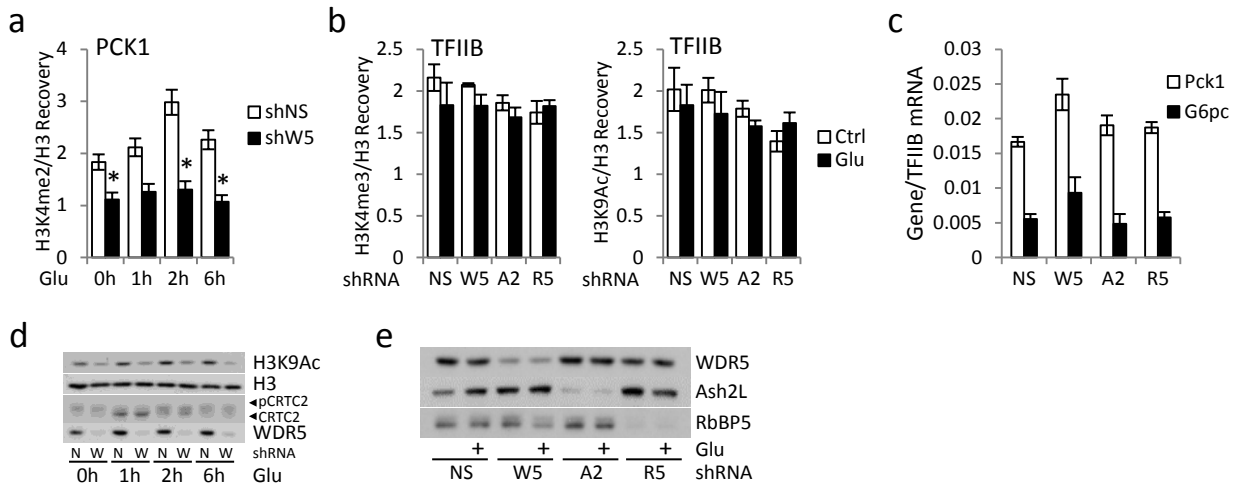 a
PCK1
H3K4me2/H3 Recovery
4
3
2
1
0
shNS
shW5
*
*
*
Glu 0h 1h 2h 6h
b
TFIIB
H3K4me3/H3 Recovery
2.5
2
1.5
1
0.5
0
shRNA NS W5 A2 R5
TFIIB
H3K9Ac/H3 Recovery
2.5
2
1.5
1
0.5
0
Ctrl
Glu
shRNA NS W5 A2 R5
c
Gene/TFIIB mRNA
0.03
0.025
0.02
0.015
0.01
0.005
0
Pck1
G6pc
NS W5 A2 R5
d
H3K9Ac
H3
pCRTC2
CRTC2
WDR5
N W N W N W N W shRNA
0h 1h 2h 6h Glu
e
WDR5
Ash2L
RbBP5
+ + + + Glu
NS W5 A2 R5 shRNA